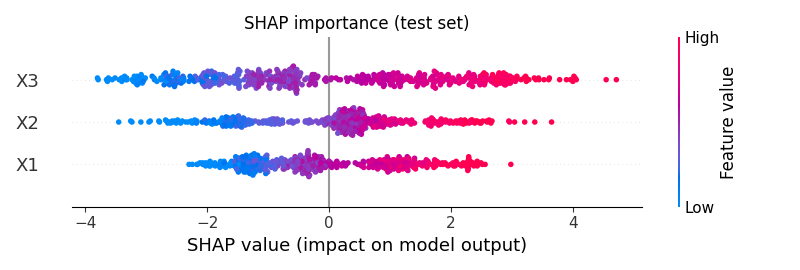 SHAP importance (test set)
High
X3
X2
X1
Feature value
Low
−4 −2 0 2 4
SHAP value (impact on model output)